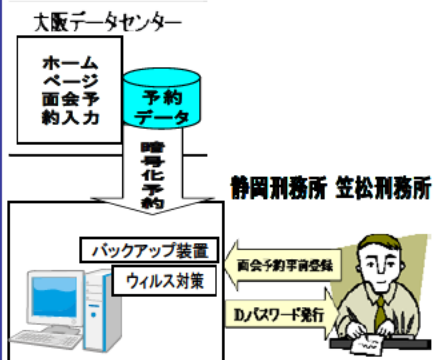 大阪データセンター
ホーム
ページ
面会予
約入力
予約
データ
暗号化予約
静岡刑務所 笠松刑務所
バックアップ装置
ウィルス対策
面会予約事前登録
ID,パスワード発行